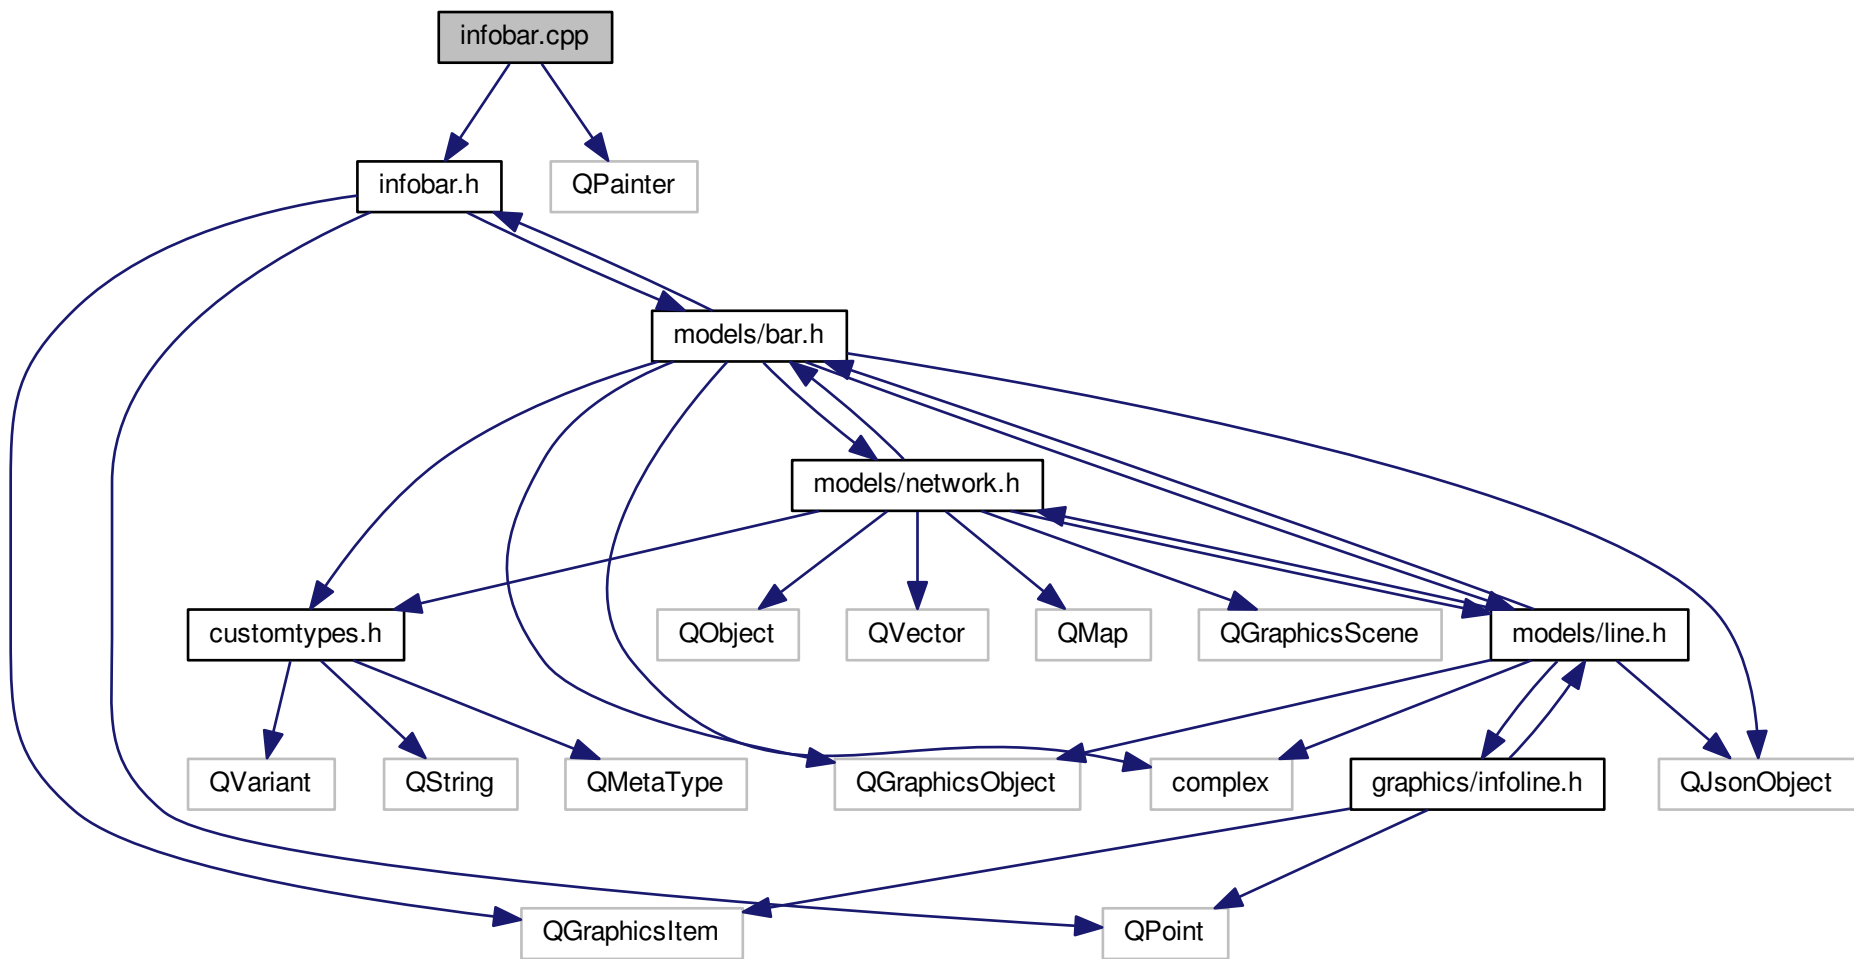 infobar.cpp
infobar.h
QPainter
models/bar.h
models/network.h
customtypes.h
QObject
QVector
QMap
QGraphicsScene
models/line.h
QVariant
QString
QMetaType
QGraphicsObject
complex
graphics/infoline.h
QJsonObject
QGraphicsItem
QPoint